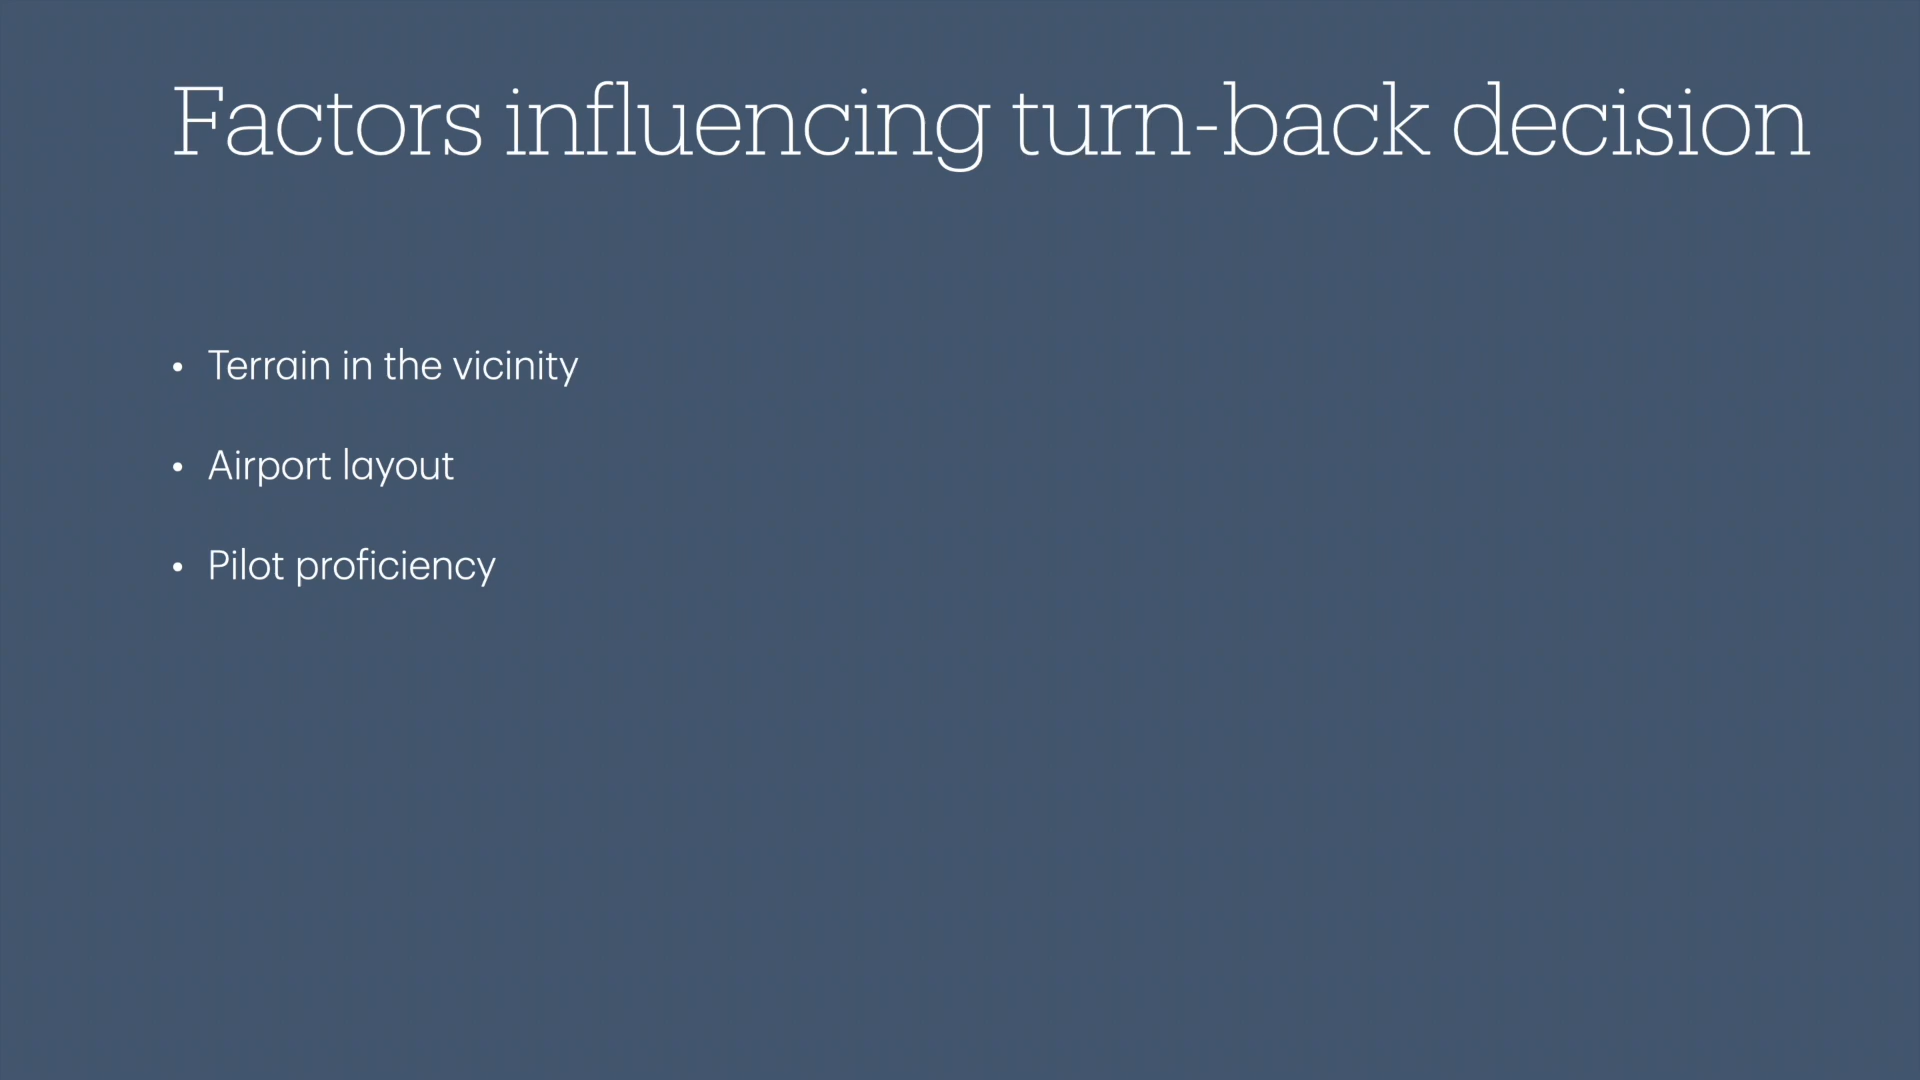 Factors influencing turn-back decision
• Terrain in the vicinity
• Airport layout
• Pilot proficiency